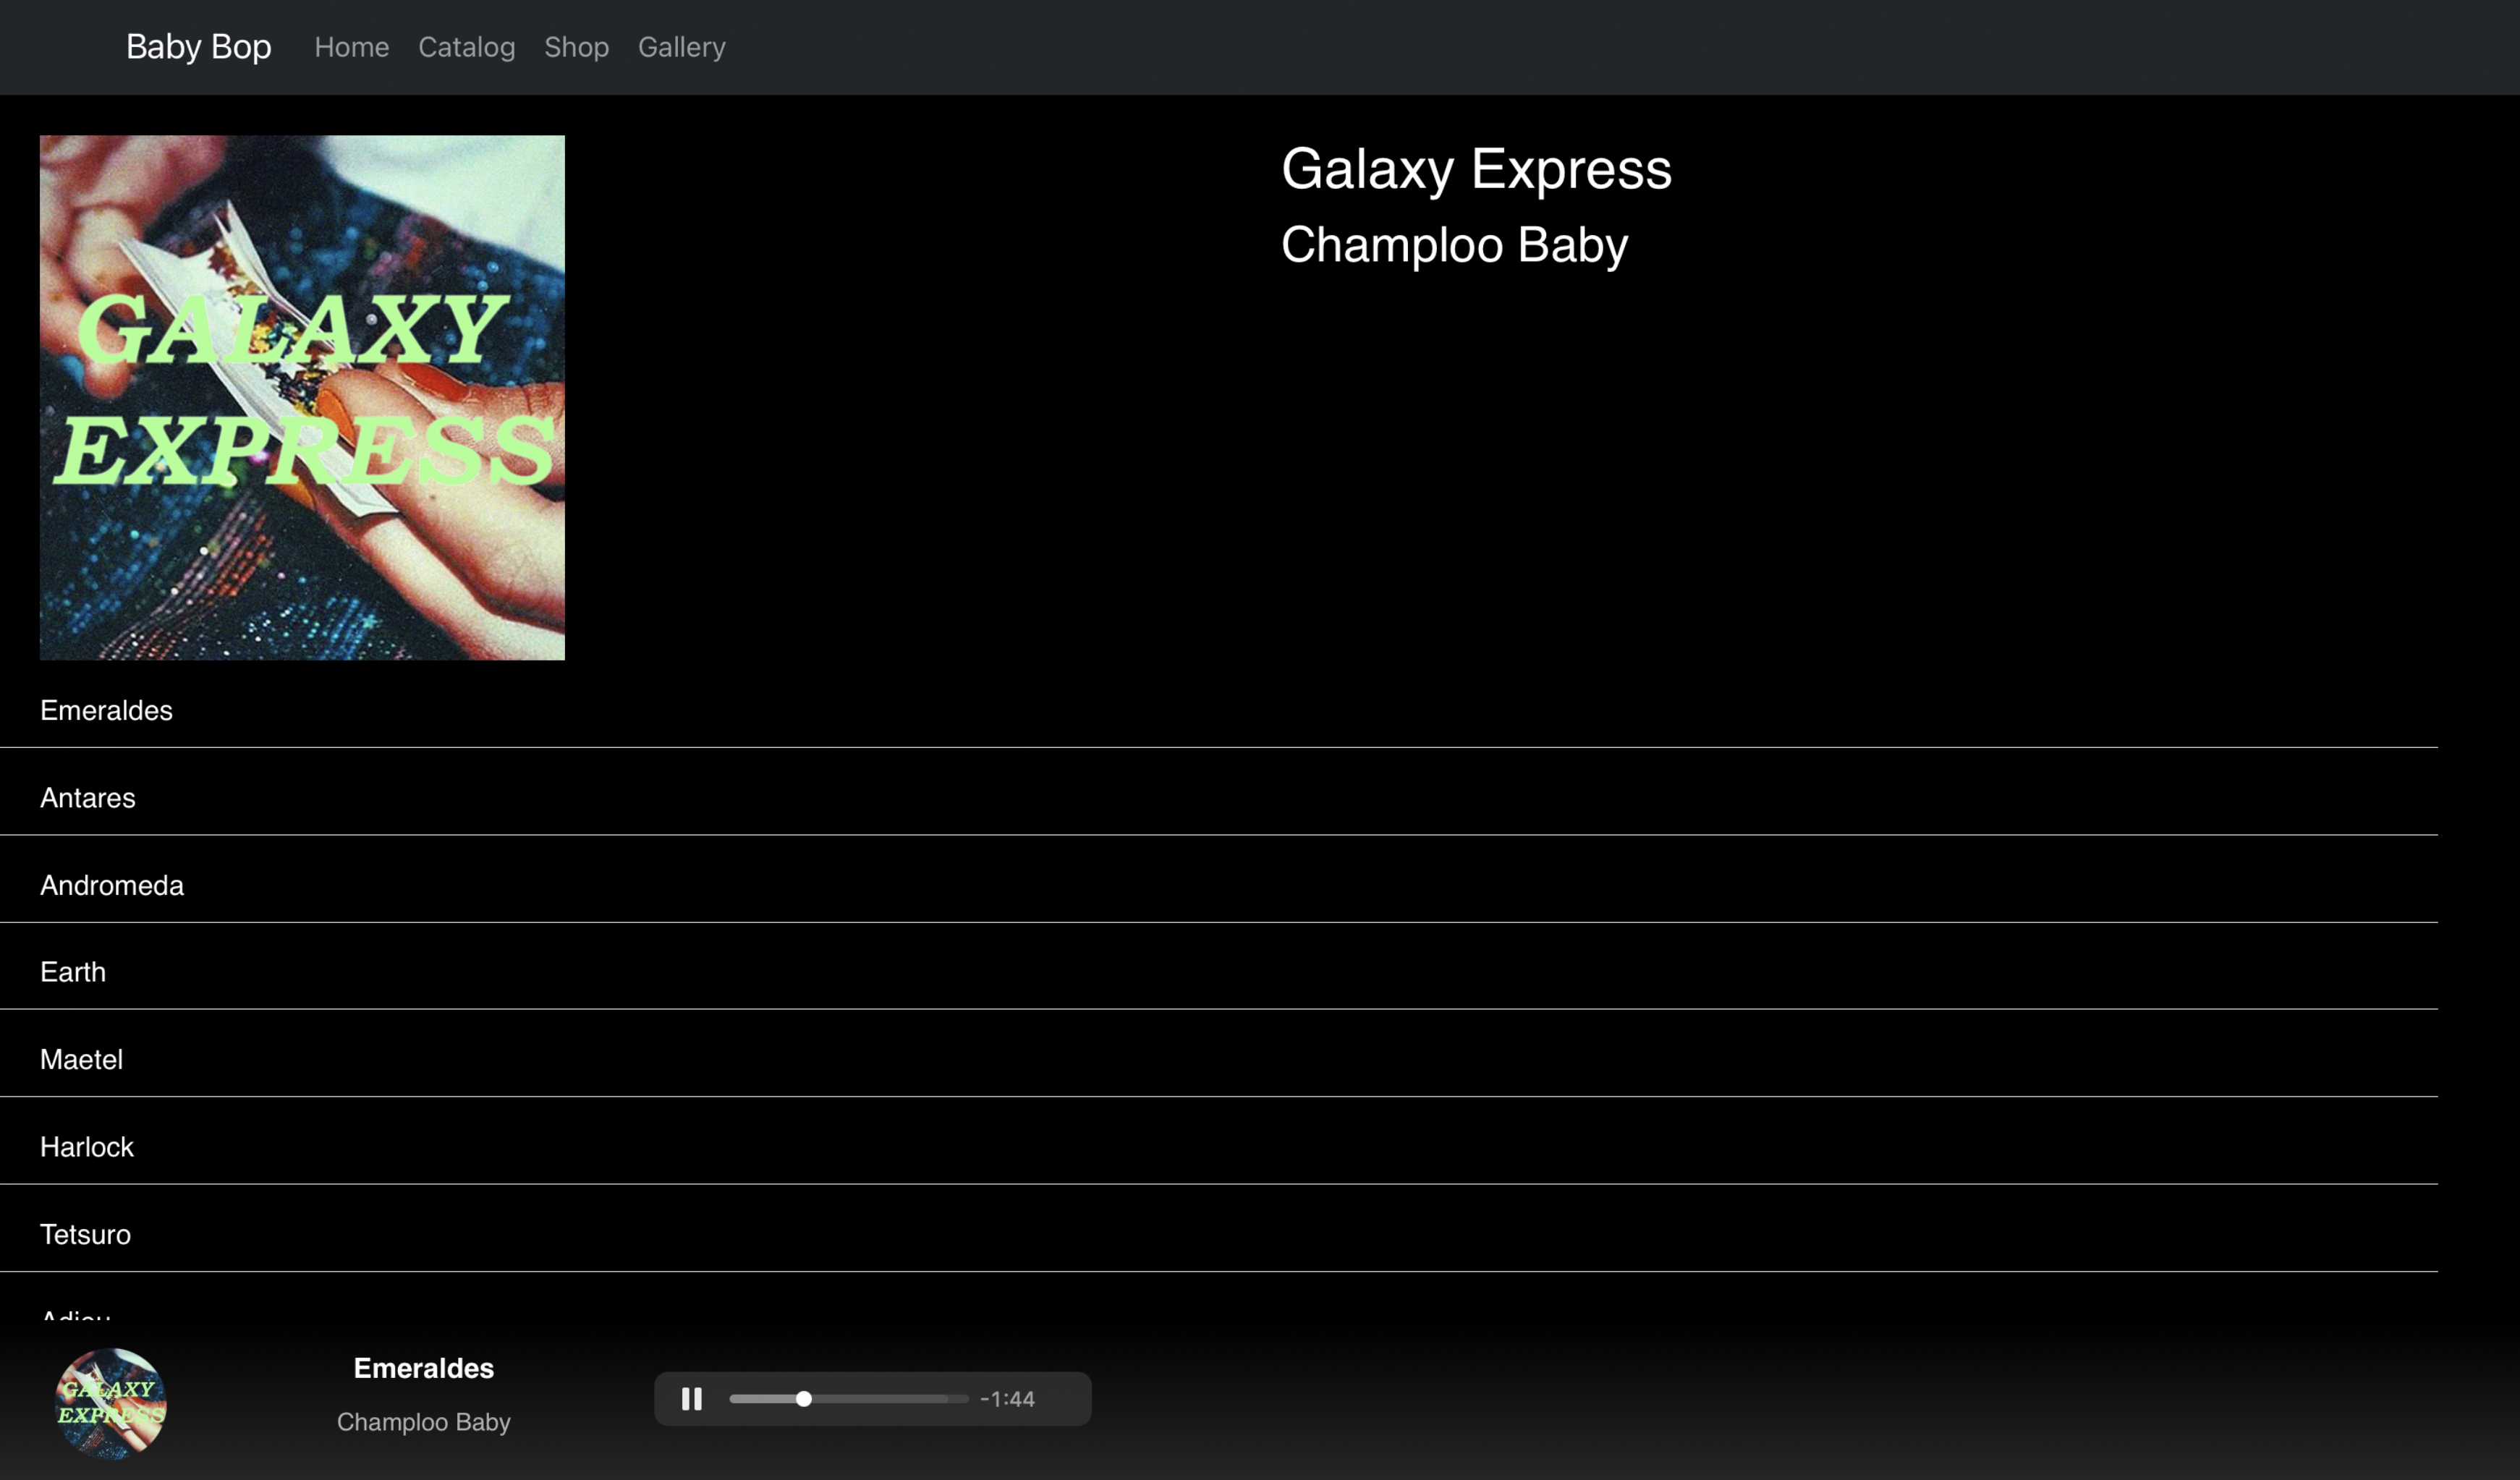 Baby Bop Home Catalog Shop Gallery
GALAXY
EXPRESS
Galaxy Express
Champloo Baby
Emeraldes
Antares
Andromeda
Earth
Maetel
Harlock
Tetsuro
Adieu
GALAXY
EXPRESS
Emeraldes
Champloo Baby
-1:44